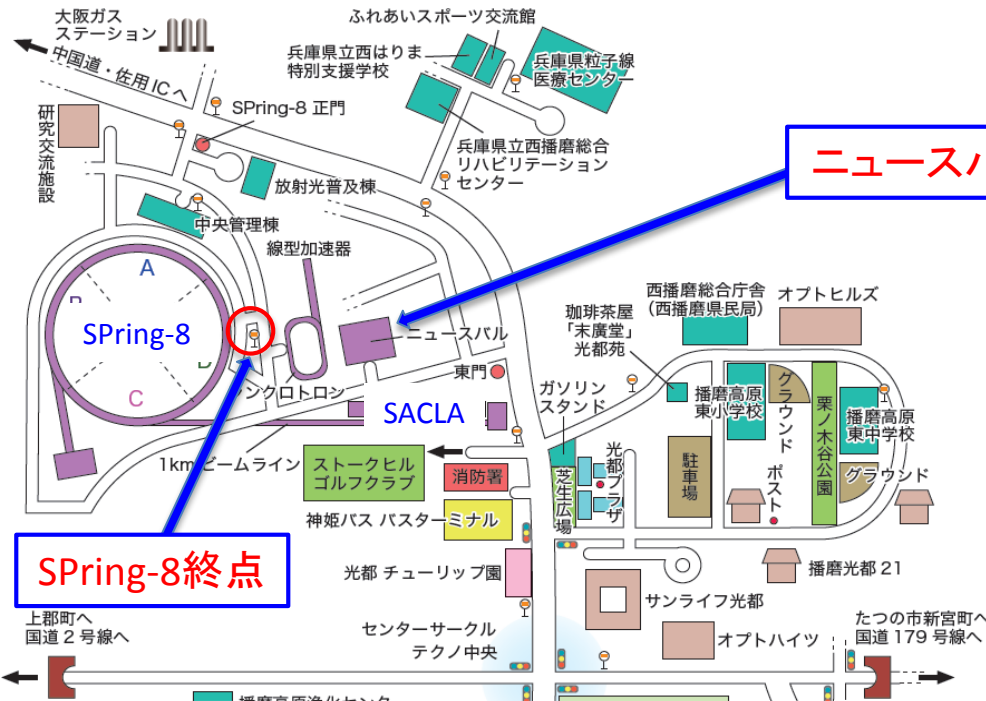 大阪ガス
ステーション
ふれあいスポーツ交流館
中国道・佐用ICへ
兵庫県立西はりま
特別支援学校
兵庫県粒子線
医療センター
SPring-8 正門
研究交流施設
兵庫県立西播磨総合
リハビリテーション
センター
放射光普及棟
中央管理棟
線型加速器
A
SPring-8
C
ニュースバル
西播磨総合庁舎
(西播磨県民局)
オプトヒルズ
珈琲茶屋
「末廣堂」
光都苑
東門
ガソリン
スタンド
播磨高原
東小学校
グラウンド
栗ノ木谷公園
播磨高原
東中学校
SACLA
1kmビームライン
ストークヒル
ゴルフクラブ
消防署
光都プラザ
芝生広場
駐車場
ポスト
グラウンド
神姫バス バスターミナル
SPring-8終点
光都 チューリップ園
播磨光都 21
サンライフ光都
上郡町へ
国道 2 号線へ
センターサークル
テクノ中央
オプトハイツ
たつの市新宮町へ
国道 179 号線へ